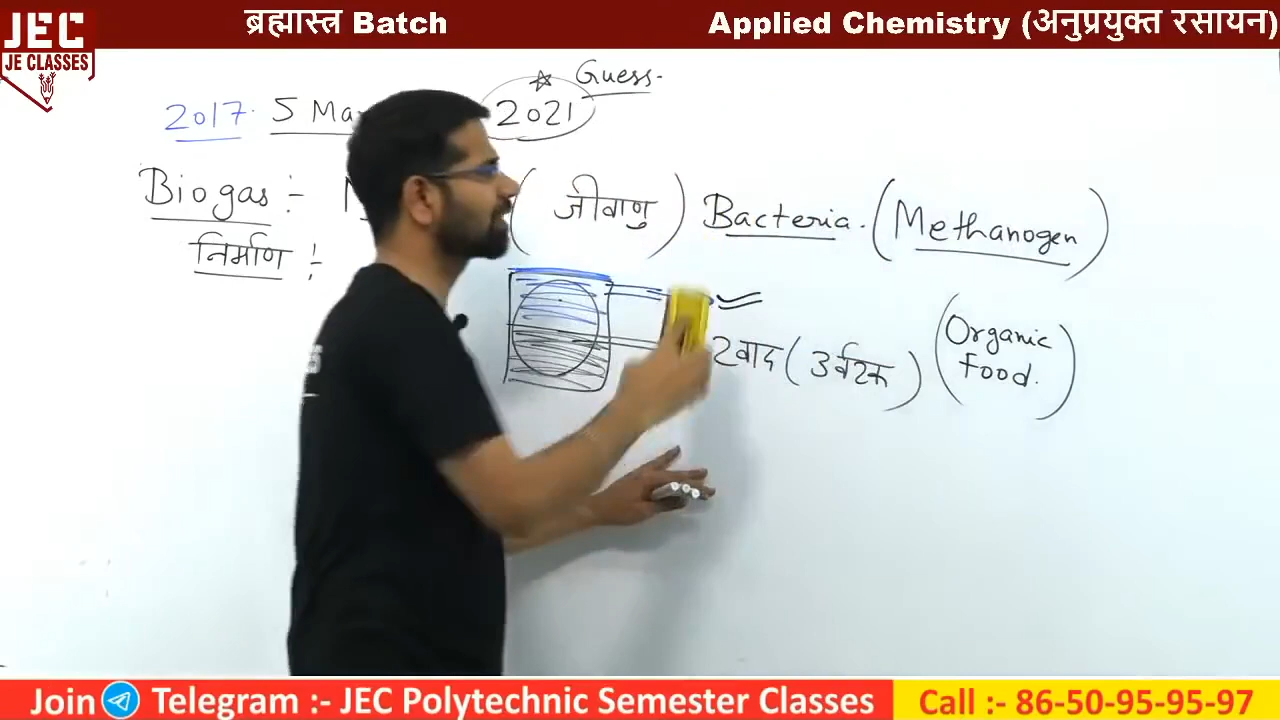 JEC
JE CLASSES
ब्रह्मास्त्र Batch
Applied Chemistry (अनुप्रयुक्त रसायन)
Guess.
2017. 5 Ma 2021
Biogas :- (जीवाणु) Bacteria. (Methanogen)
निर्माण :-
खाद (उर्वरक) (Organic
food.)
Join Telegram :- JEC Polytechnic Semester Classes
Call :- 86-50-95-95-97